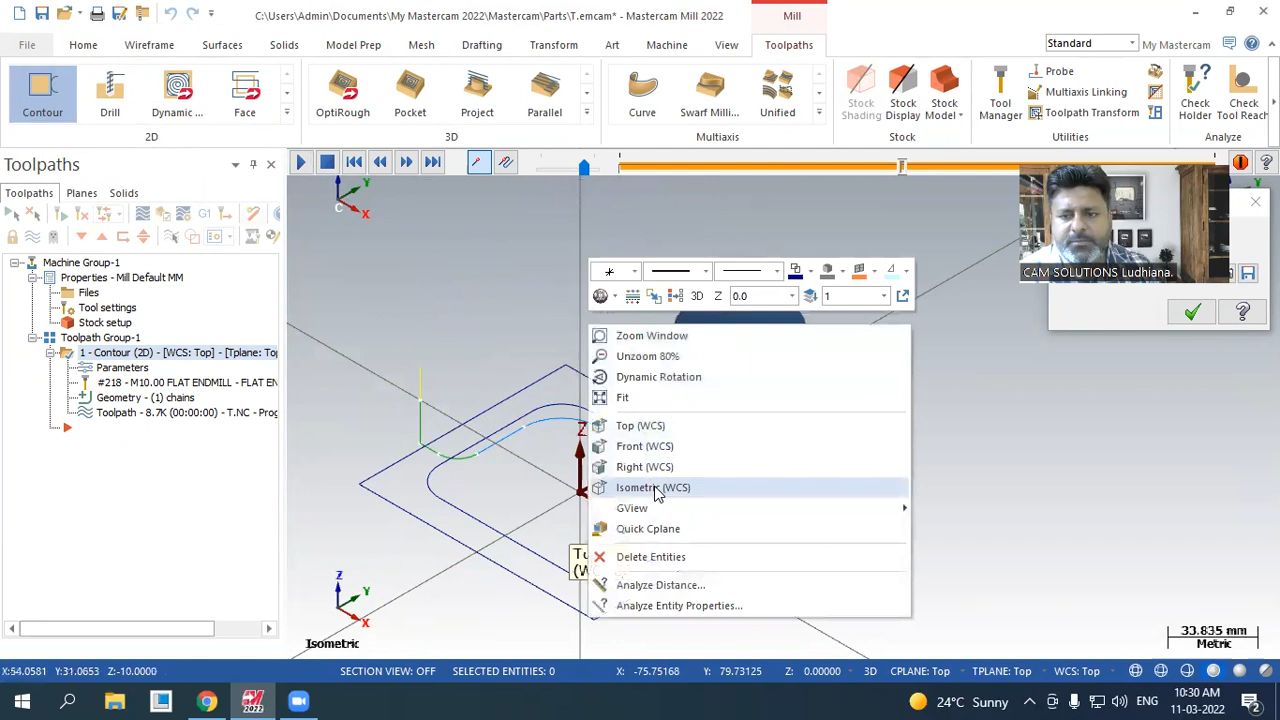 C:\Users\Admin\Documents\My Mastercam 2022\Mastercam\Parts\T.emcam* - Mastercam Mill 2022
Mill
File
Home
Wireframe
Surfaces
Solids
Model Prep
Mesh
Drafting
Transform
Art
Machine
View
Toolpaths
Standard
My Mastercam
Contour
Drill
Dynamic ...
Face
OptiRough
Pocket
Project
Parallel
Curve
Swarf Milli...
Unified
Stock Shading
Stock Display
Stock Model
Tool Manager
Probe
Multiaxis Linking
Toolpath Transform
Check Holder
Check Tool Reach
2D
3D
Multiaxis
Stock
Utilities
Analyze
Toolpaths
Toolpaths
Planes
Solids
G1
Machine Group-1
Properties - Mill Default MM
Files
Tool settings
Stock setup
Toolpath Group-1
1 - Contour (2D) - [WCS: Top] - [Tplane: Top
Parameters
#218 - M10.00 FLAT ENDMILL - FLA
Geometry - (1) chains
Toolpath - 8.7K (00:00:00) - T.NC - Prog
Y
C
X
CAM SOLUTIONS Ludhiana.
3D
Z
0.0
1
Zoom Window
Unzoom 80%
Dynamic Rotation
Fit
Top (WCS)
Front (WCS)
Right (WCS)
Isometric (WCS)
GView
Quick Cplane
Delete Entities
Analyze Distance...
Analyze Entity Properties...
Z
Z
Y
X
Isometric
33.835 mm
Metric
X:54.0581 Y:31.0653 Z:-10.0000
SECTION VIEW: OFF
SELECTED ENTITIES: 0
X: -75.75168
Y: 79.73125
Z: 0.00000
3D
CPLANE: Top
TPLANE: Top
WCS: Top
2022
24°C Sunny
ENG
10:30 AM
11-03-2022
2